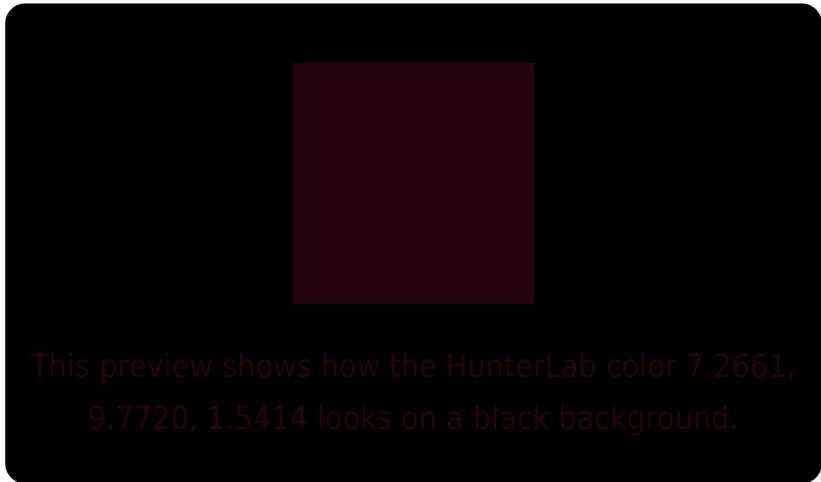 This preview shows how the HunterLab color 7.2661,
9.7720, 1.5414 looks on a black background.